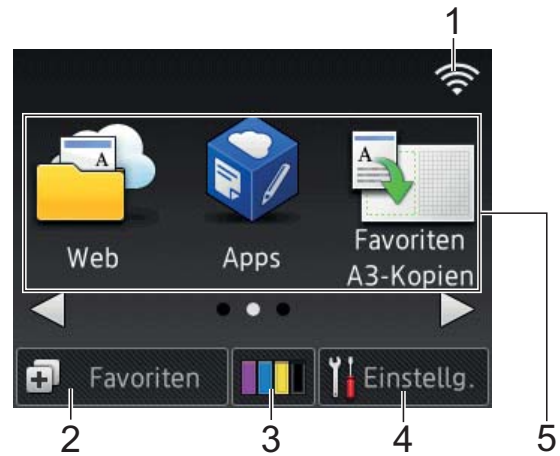 1
A
A
Web
Apps
Favoriten
A3-Kopien
Favoriten
Einstellg.
2
3
4
5